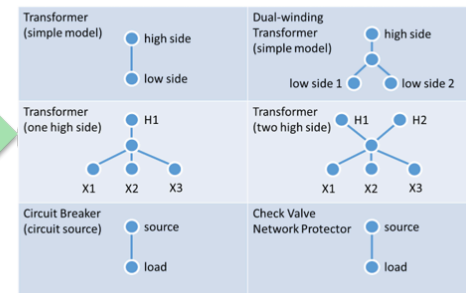 Transformer
(simple model)
high side
low side
Dual-winding
Transformer
(simple model)
high side
low side 1
low side 2
Transformer
(one high side)
H1
X1
X2
X3
Transformer
(two high side)
H1
H2
X1
X2
X3
Circuit Breaker
(circuit source)
source
load
Check Valve
Network Protector
source
load